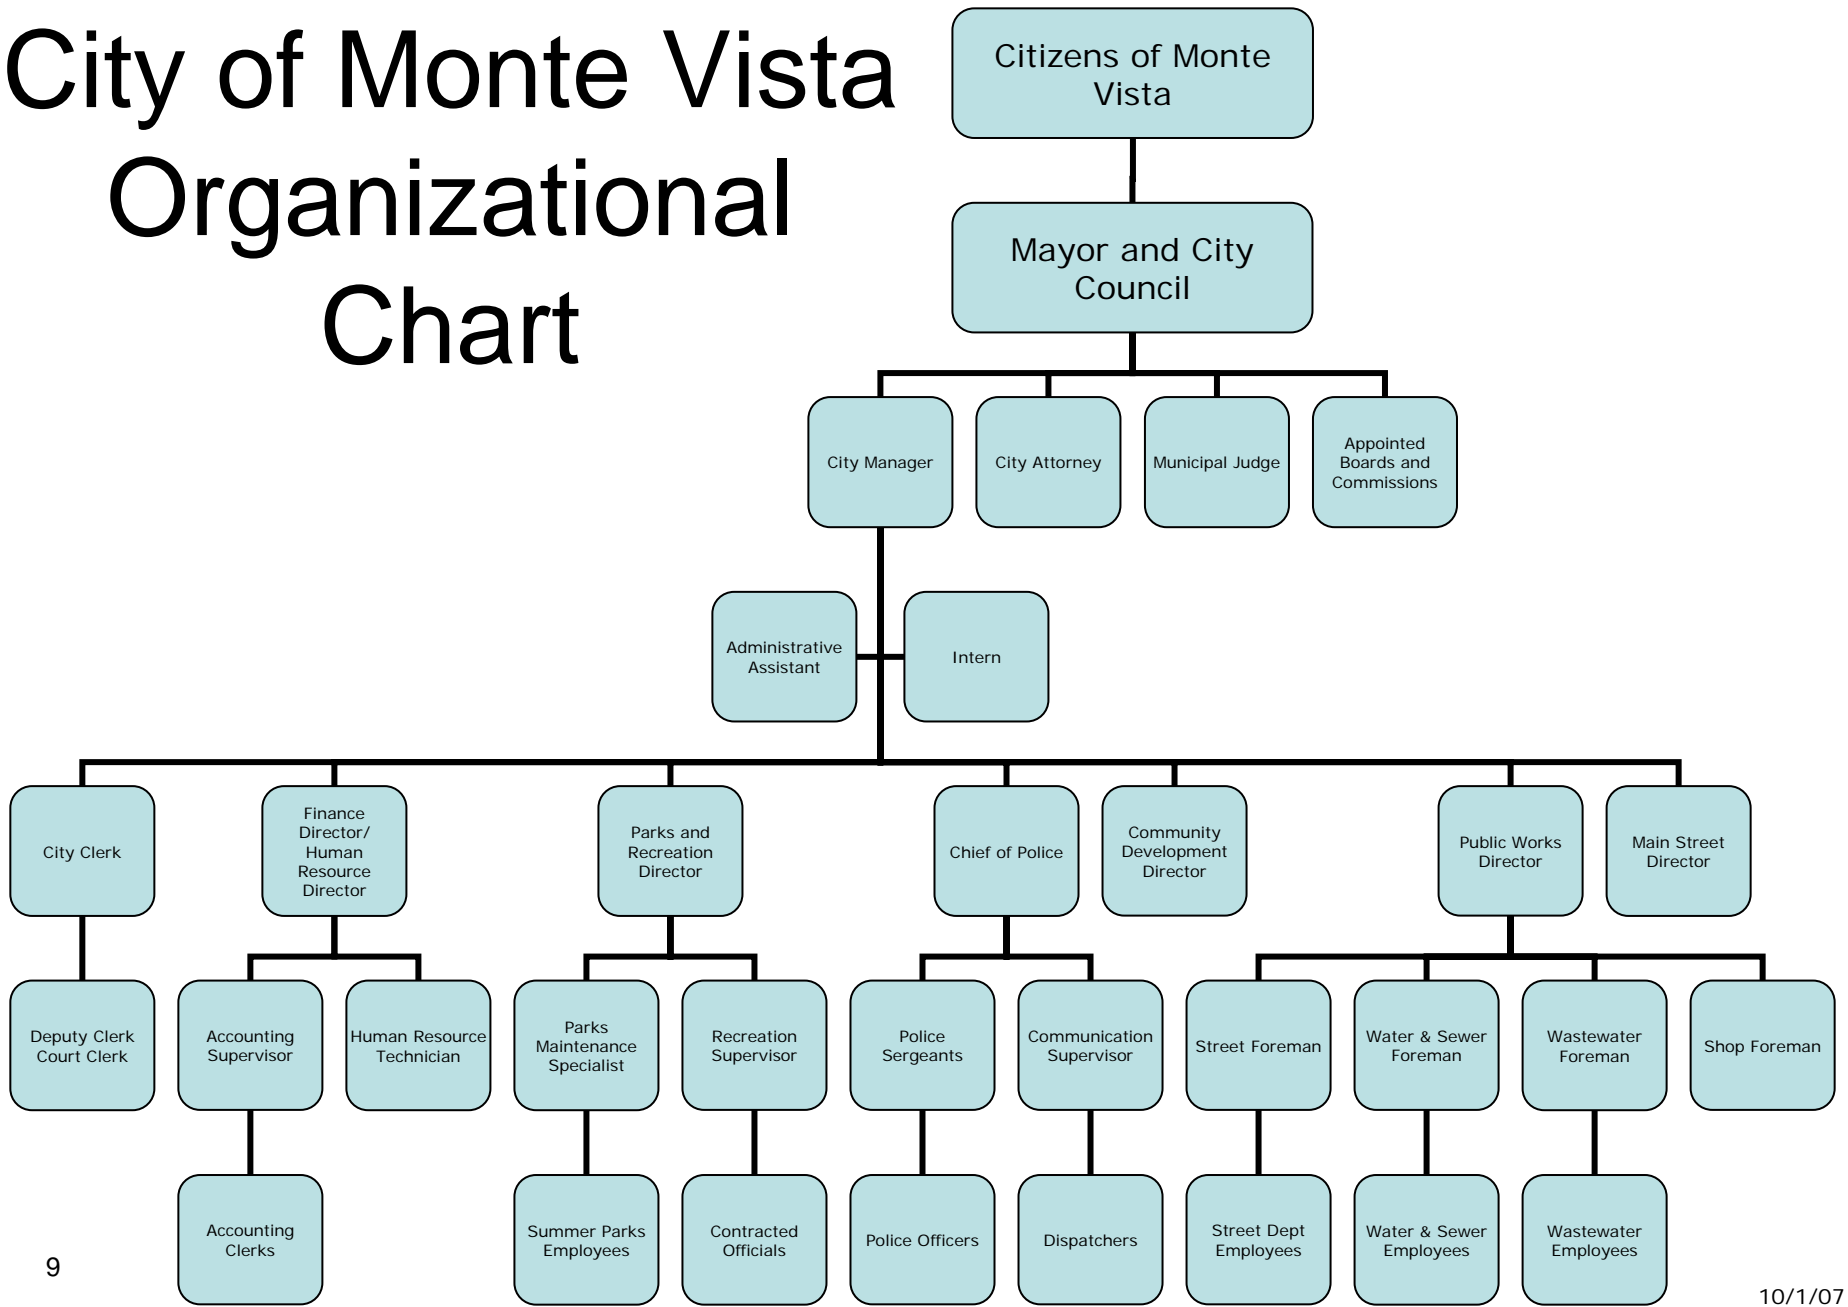 City of Monte Vista
Organizational
Chart
Citizens of Monte
Vista
Mayor and City
Council
City Manager
City Attorney
Municipal Judge
Appointed
Boards and
Commissions
Administrative
Assistant
Intern
City Clerk
Finance
Director/
Human
Resource
Director
Parks and
Recreation
Director
Chief of Police
Community
Development
Director
Public Works
Director
Main Street
Director
Deputy Clerk
Court Clerk
Accounting
Supervisor
Human Resource
Technician
Parks
Maintenance
Specialist
Recreation
Supervisor
Police
Sergeants
Communication
Supervisor
Street Foreman
Water & Sewer
Foreman
Wastewater
Foreman
Shop Foreman
Accounting
Clerks
Summer Parks
Employees
Contracted
Officials
Police Officers
Dispatchers
Street Dept
Employees
Water & Sewer
Employees
Wastewater
Employees
9
10/1/07